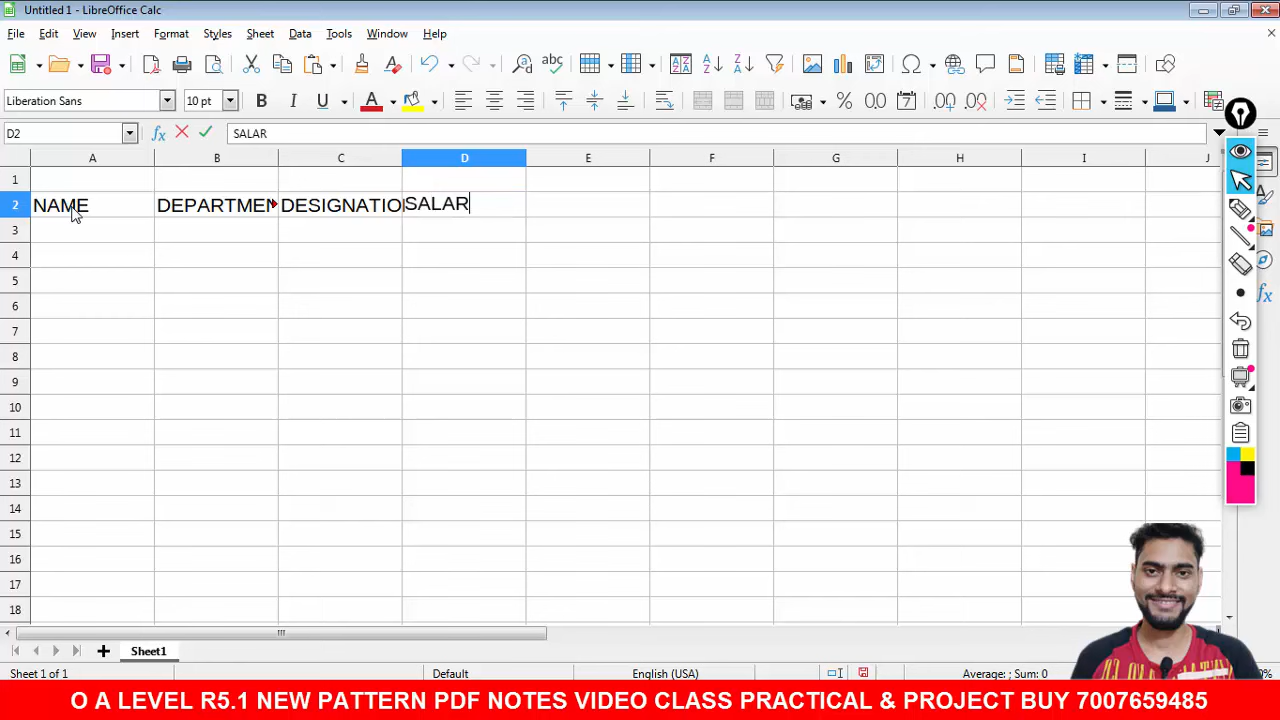 Untitled 1 - LibreOffice Calc
File Edit View Insert Format Styles Sheet Data Tools Window Help
Liberation Sans 10 pt
D2 SALAR
A B C D E F G H I J
1
2 NAME DEPARTMEN DESIGNATIO SALAR
3
4
5
6
7
8
9
10
11
12
13
14
15
16
17
18
Sheet1
Sheet 1 of 1 Default English (USA) Average: ; Sum: 0
O A LEVEL R5.1 NEW PATTERN PDF NOTES VIDEO CLASS PRACTICAL & PROJECT BUY 7007659485